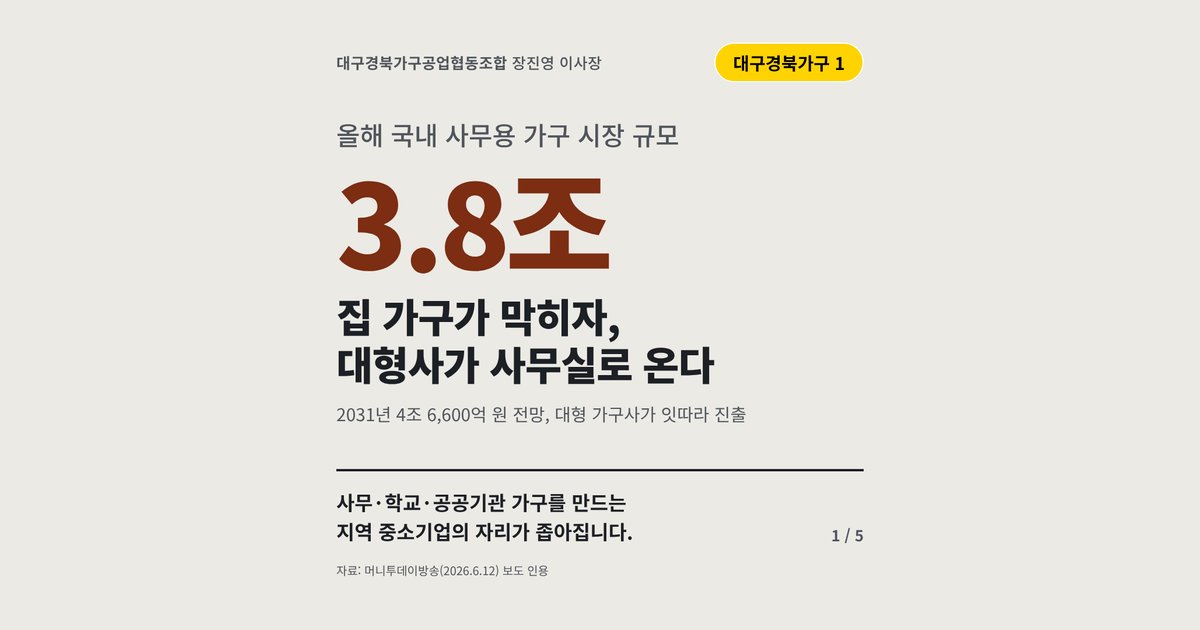 대구경북가구공업협동조합 장진영 이사장
대구경북가구 1
올해 국내 사무용 가구 시장 규모
3.8조
집 가구가 막히자,
대형사가 사무실로 온다
2031년 4조 6,600억 원 전망, 대형 가구사가 잇따라 진출
사무·학교·공공기관 가구를 만드는
지역 중소기업의 자리가 좁아집니다.
1 / 5
자료: 머니투데이방송(2026.6.12) 보도 인용